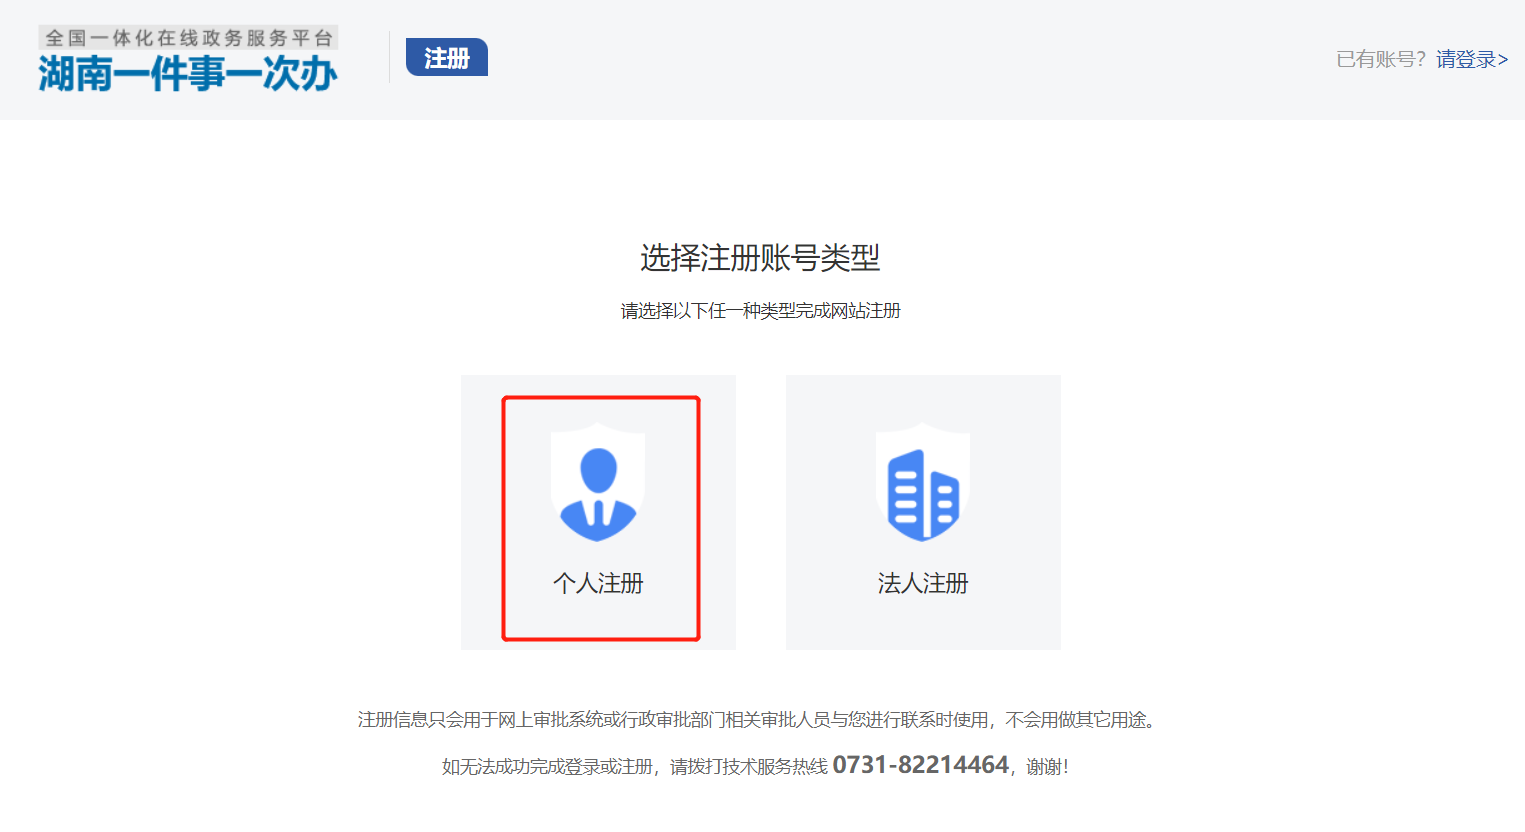 全国一体化在线政务服务平台
湖南一件事一次办
注册
已有账号？请登录>
选择注册账号类型
请选择以下任一种类型完成网站注册
个人注册
法人注册
注册信息只会用于网上审批系统或行政审批部门相关审批人员与您进行联系时使用，不会用做其它用途。
如无法成功完成登录或注册，请拨打技术服务热线 0731-82214464，谢谢！